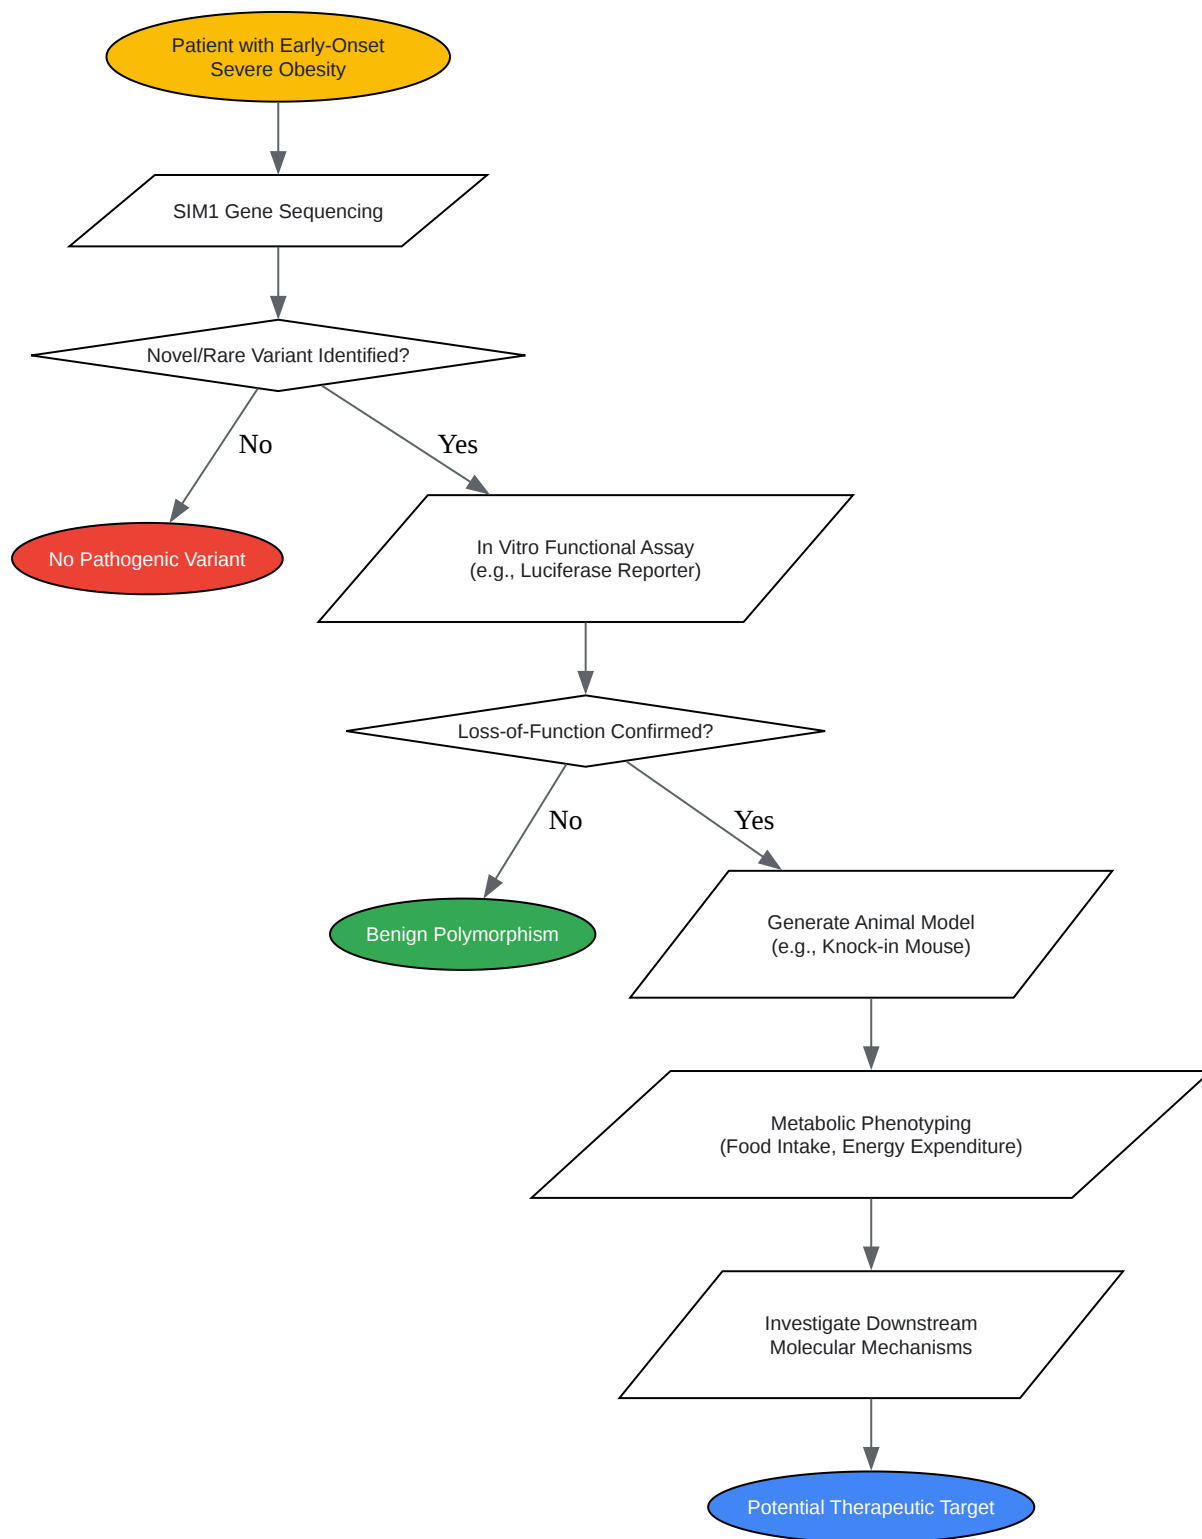 Patient with Early-Onset
Severe Obesity
SIM1 Gene Sequencing
Novel/Rare Variant Identified?
No
Yes
No Pathogenic Variant
In Vitro Functional Assay
(e.g., Luciferase Reporter)
Loss-of-Function Confirmed?
No
Yes
Benign Polymorphism
Generate Animal Model
(e.g., Knock-in Mouse)
Metabolic Phenotyping
(Food Intake, Energy Expenditure)
Investigate Downstream
Molecular Mechanisms
Potential Therapeutic Target